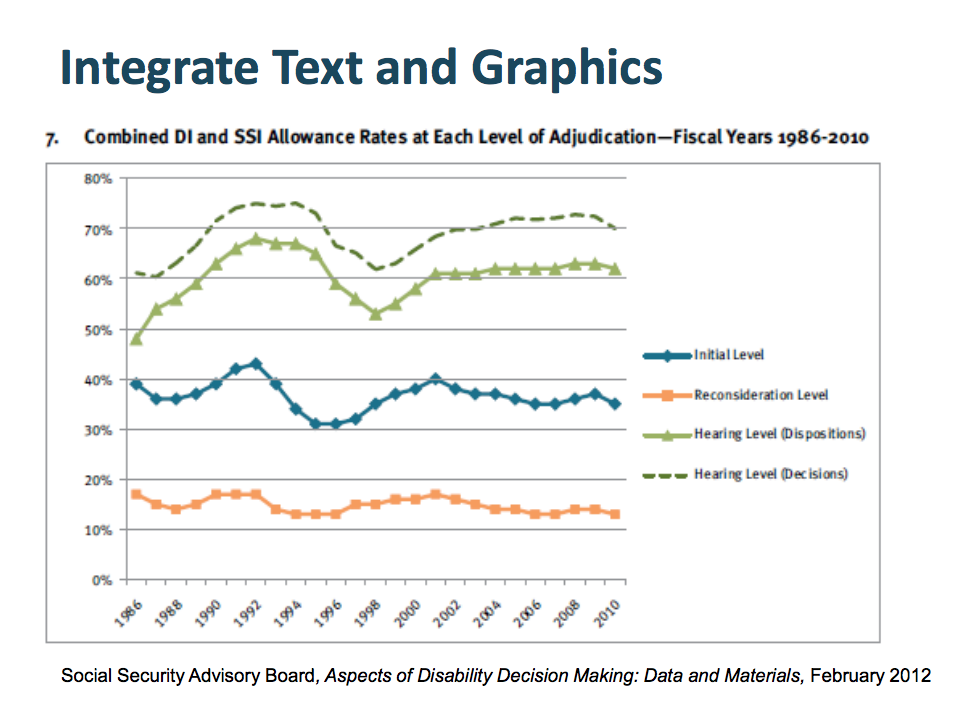 Integrate Text and Graphics
7. Combined DI and SSI Allowance Rates at Each Level of Adjudication—Fiscal Years 1986-2010
80%
70%
60%
50%
40%
30%
20%
10%
0%
1986 1988 1990 1992 1994 1996 1998 2000 2002 2004 2006 2008 2010
Initial Level
Reconsideration Level
Hearing Level (Dispositions)
Hearing Level (Decisions)
Social Security Advisory Board, Aspects of Disability Decision Making: Data and Materials, February 2012